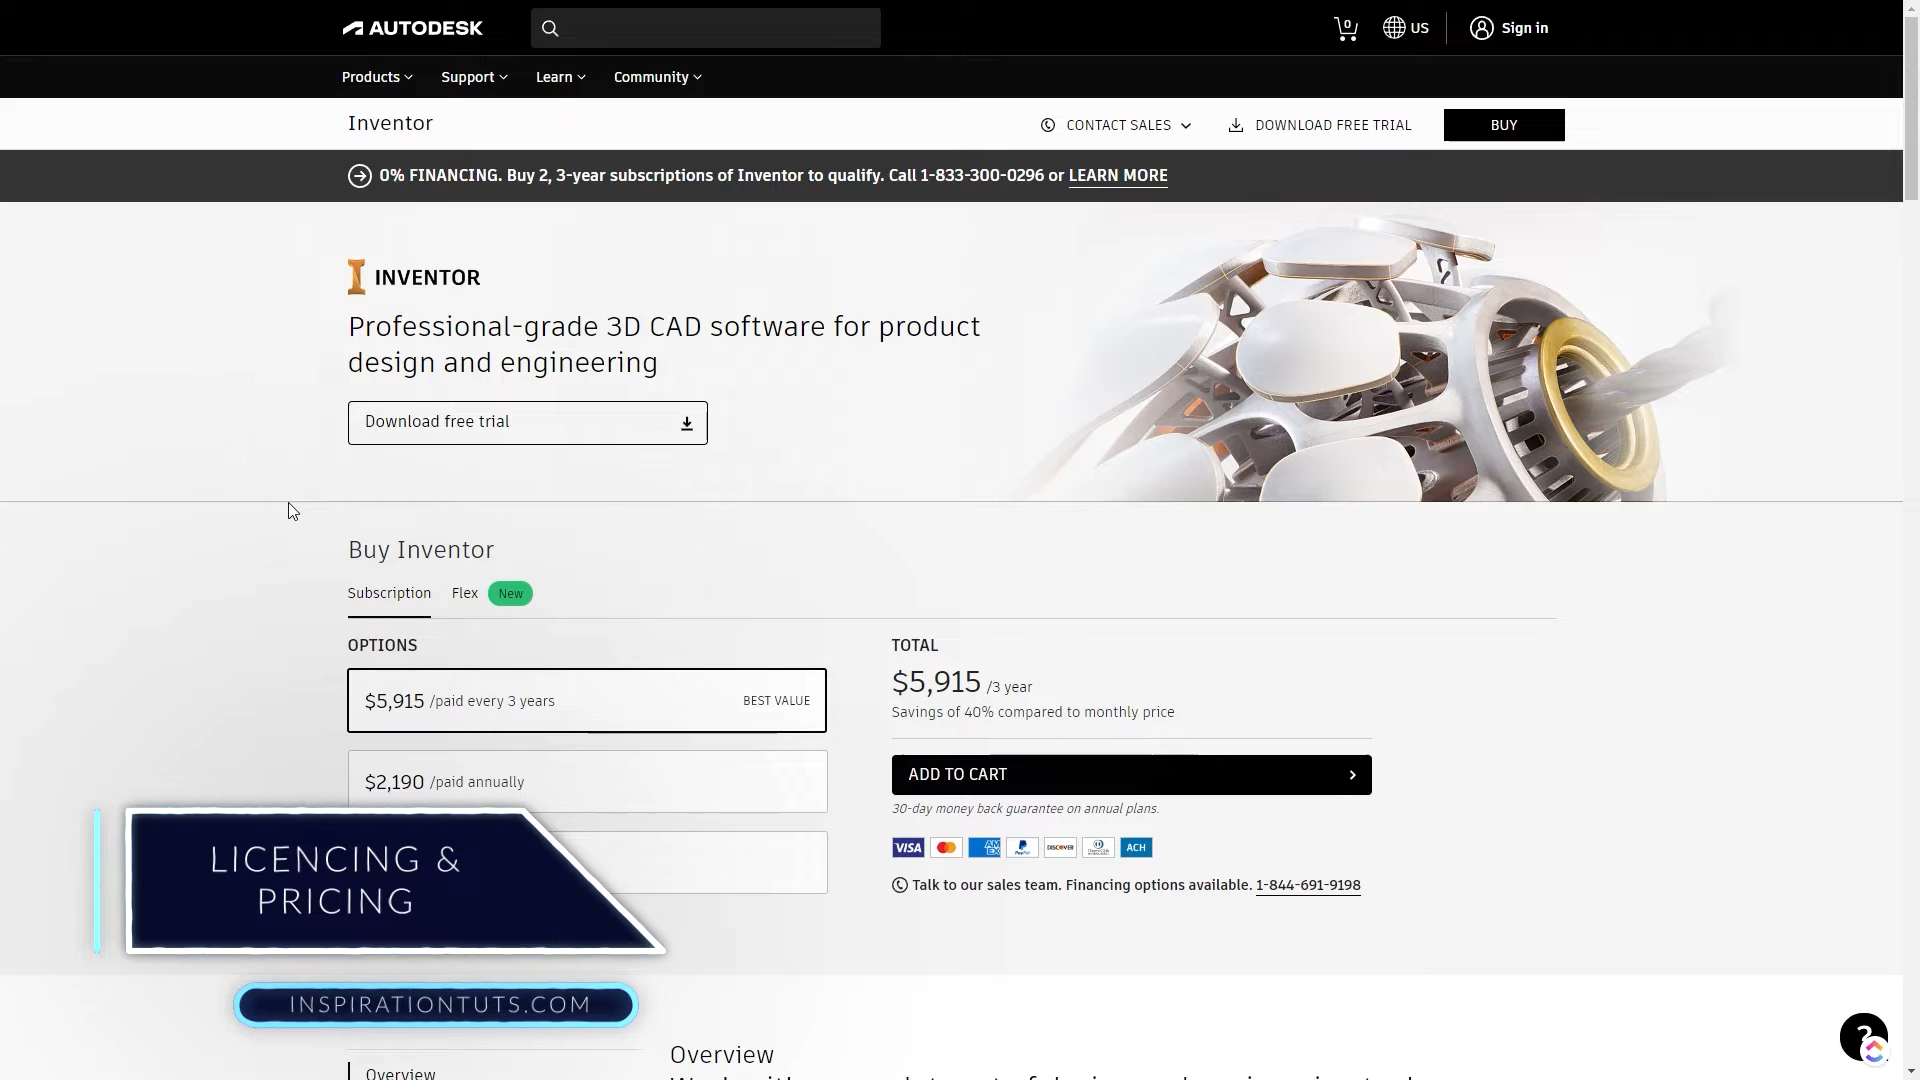 AUTODESK
0
US
Sign in
Products
Support
Learn
Community
Inventor
CONTACT SALES
DOWNLOAD FREE TRIAL
BUY
0% FINANCING. Buy 2, 3-year subscriptions of Inventor to qualify. Call 1-833-300-0296 or LEARN MORE
INVENTOR
Professional-grade 3D CAD software for product
design and engineering
Download free trial
Buy Inventor
Subscription
Flex
New
OPTIONS
$5,915 /paid every 3 years
BEST VALUE
$2,190 /paid annually
TOTAL
$5,915 /3 year
Savings of 40% compared to monthly price
ADD TO CART
30-day money back guarantee on annual plans.
VISA
AM EX
PayPal
DISCOVER
ACH
Talk to our sales team. Financing options available. 1-844-691-9198
LICENCING &
PRICING
INSPIRATIONTUTS.COM
?
Overview
Overview